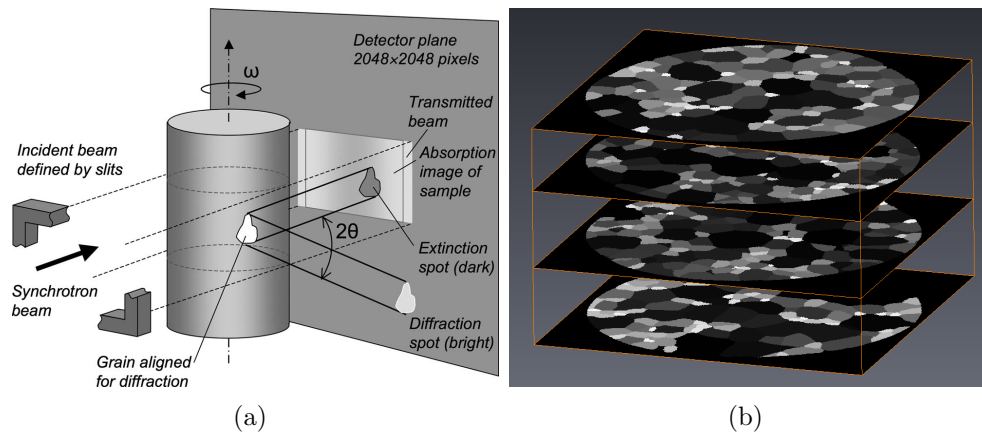 Detector plane
2048×2048 pixels
ω
Transmitted
beam
Incident beam
defined by slits
Absorption
image of
sample
2θ
Extinction
spot (dark)
Synchrotron
beam
Diffraction
spot (bright)
Grain aligned
for diffraction
(a)
(b)